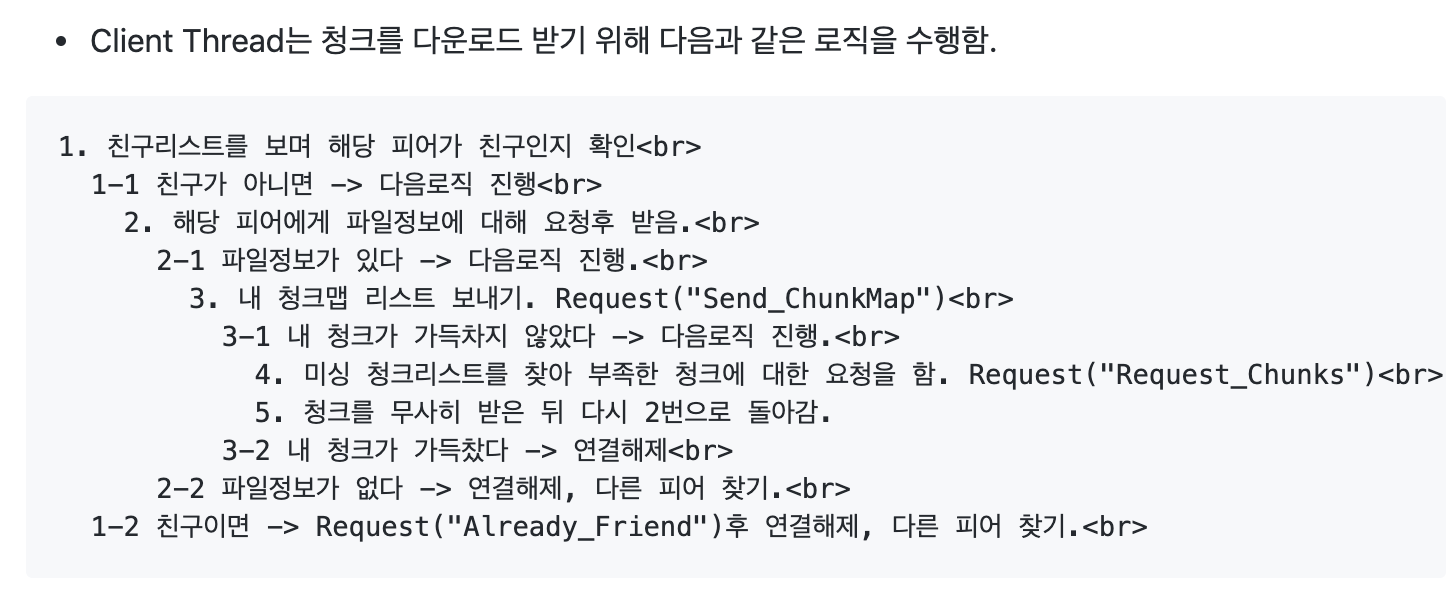 • Client Thread는 청크를 다운로드 받기 위해 다음과 같은 로직을 수행함.
1. 친구리스트를 보며 해당 피어가 친구인지 확인<br>
1-1 친구가 아니면 -> 다음로직 진행<br>
2. 해당 피어에게 파일정보에 대해 요청후 받음.<br>
2-1 파일정보가 있다 -> 다음로직 진행.<br>
3. 내 청크맵 리스트 보내기. Request("Send_ChunkMap")<br>
3-1 내 청크가 가득차지 않았다 -> 다음로직 진행.<br>
4. 미싱 청크리스트를 찾아 부족한 청크에 대한 요청을 함. Request("Request_Chunks")<br>
5. 청크를 무사히 받은 뒤 다시 2번으로 돌아감.
3-2 내 청크가 가득찼다 -> 연결해제<br>
2-2 파일정보가 없다 -> 연결해제, 다른 피어 찾기.<br>
1-2 친구이면 -> Request("Already_Friend")후 연결해제, 다른 피어 찾기.<br>